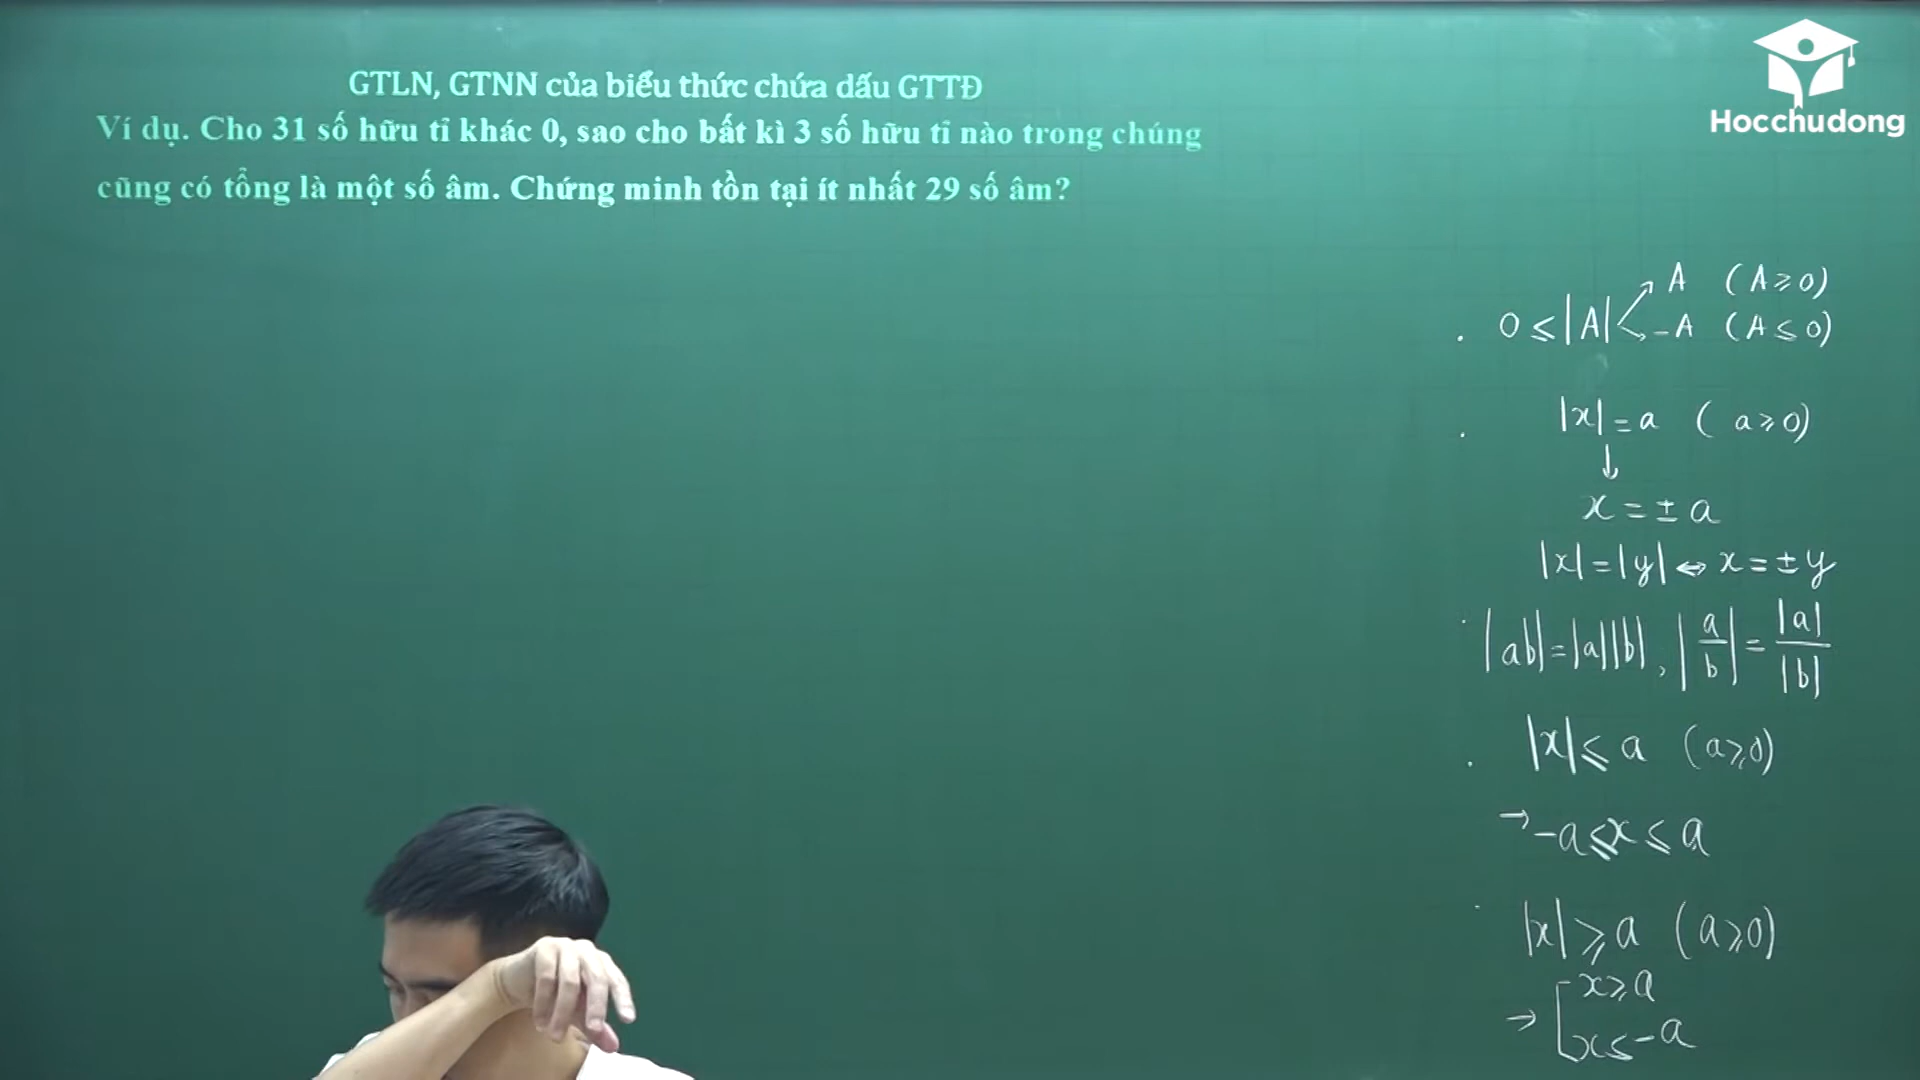 GTLN, GTNN của biểu thức chứa dấu GTTĐ
Ví dụ. Cho 31 số hữu tỉ khác 0, sao cho bất kì 3 số hữu tỉ nào trong chúng
cũng có tổng là một số âm. Chứng minh tồn tại ít nhất 29 số âm?
Hocchudong
A (A ≥ 0)
0 ≤ |A|
-A (A ≤ 0)
|x| = a (a ≥ 0)
↓
x = ± a
|x| = |y| ↔ x = ± y
|ab| = |a||b|, |a/b| = |a|/|b|
|x| ≤ a (a ≥ 0)
→ -a ≤ x ≤ a
|x| ≥ a (a ≥ 0)
→ [ x ≥ a
x ≤ -a